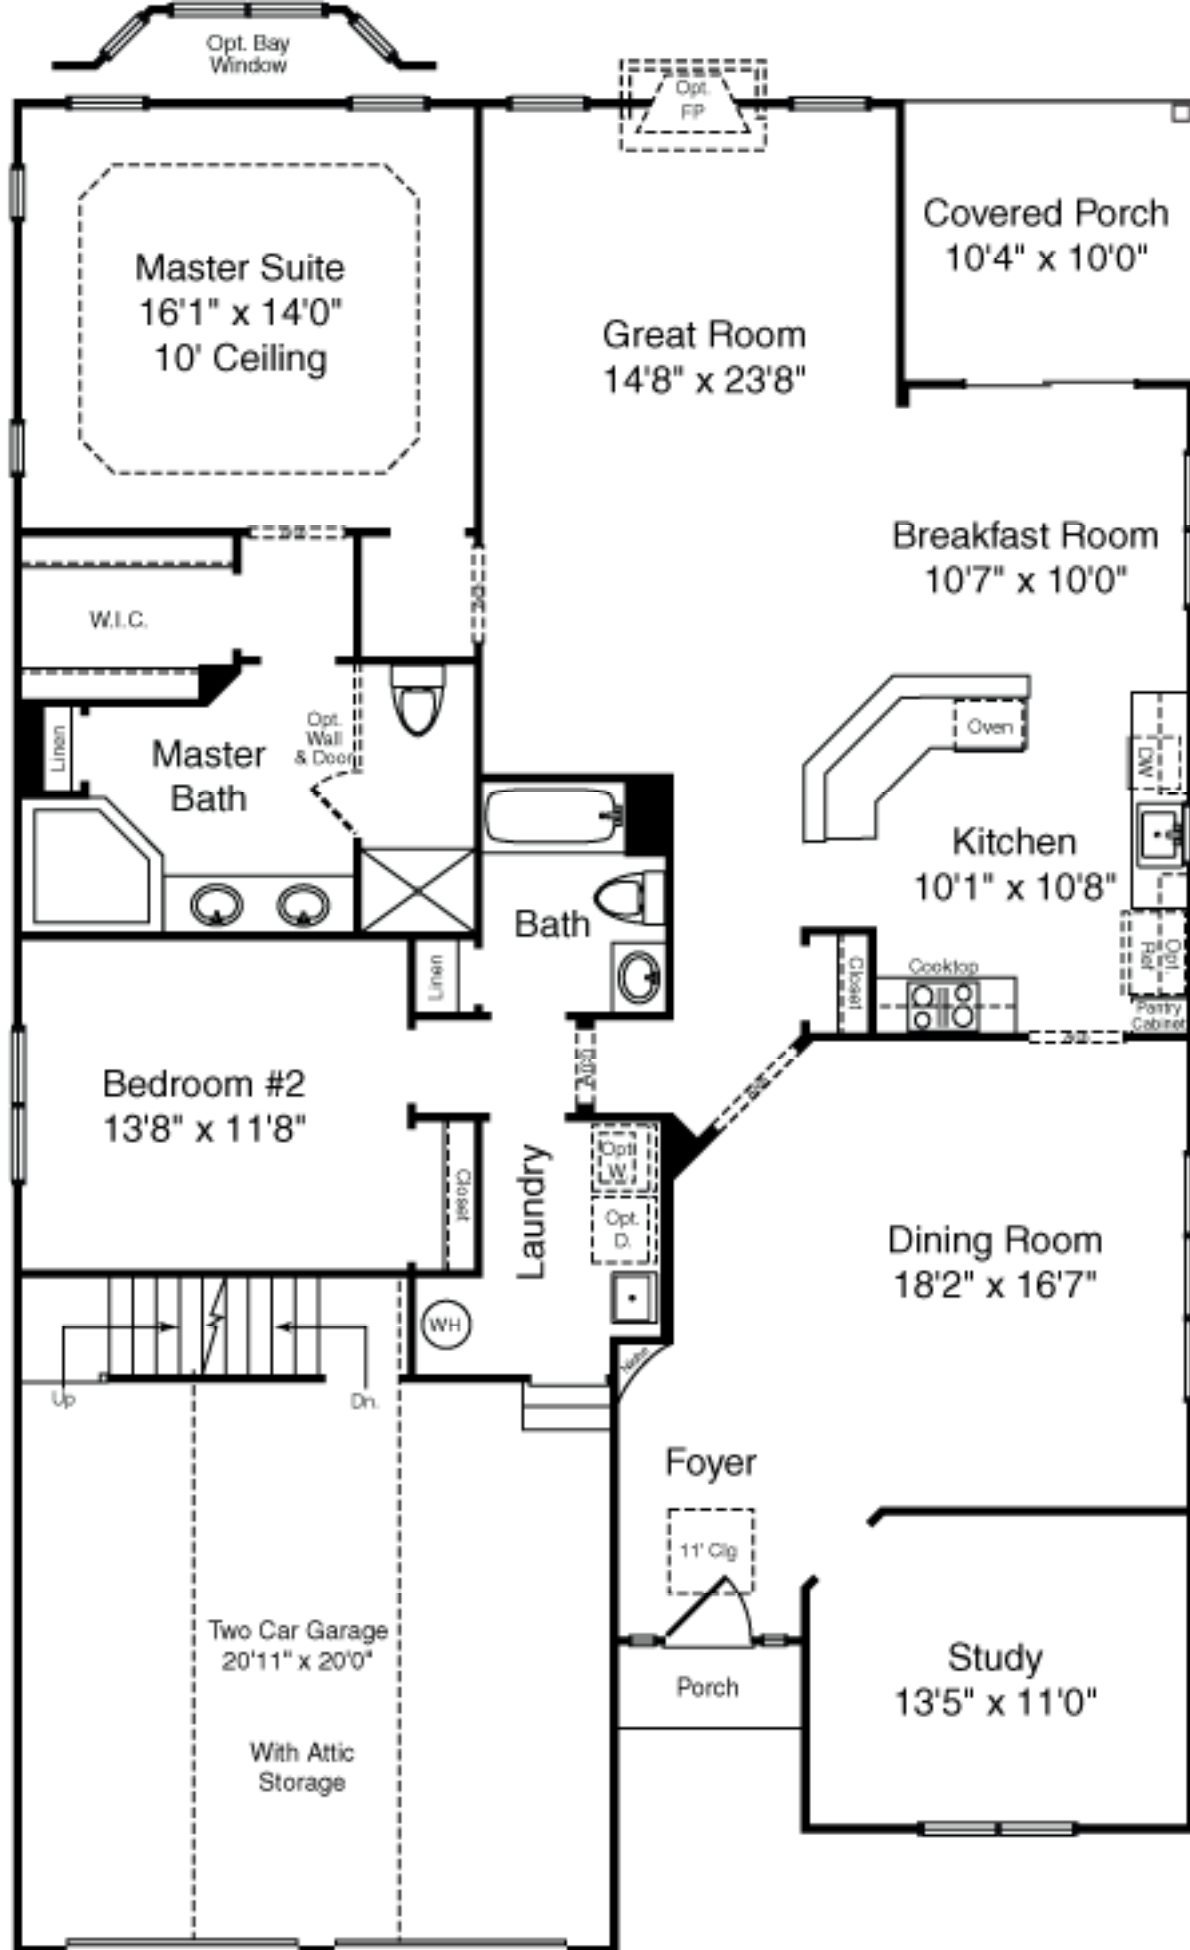 Opt. Bay
Window
Opt.
FP
Covered Porch
10'4" x 10'0"
Master Suite
16'1" x 14'0"
10' Ceiling
Great Room
14'8" x 23'8"
Breakfast Room
10'7" x 10'0"
W.I.C.
Linen
Master
Bath
Opt.
Wall
& Door
Oven
DW
Kitchen
10'1" x 10'8"
Bath
Linen
Closet
Cooktop
Opt.
Ref
Pantry
Cabinet
Bedroom #2
13'8" x 11'8"
Closet
Laundry
Opt.
W.
Opt.
D.
Dining Room
18'2" x 16'7"
WH
Niche
Up
Dn.
Foyer
11' Clg
Two Car Garage
20'11" x 20'0"
With Attic
Storage
Porch
Study
13'5" x 11'0"